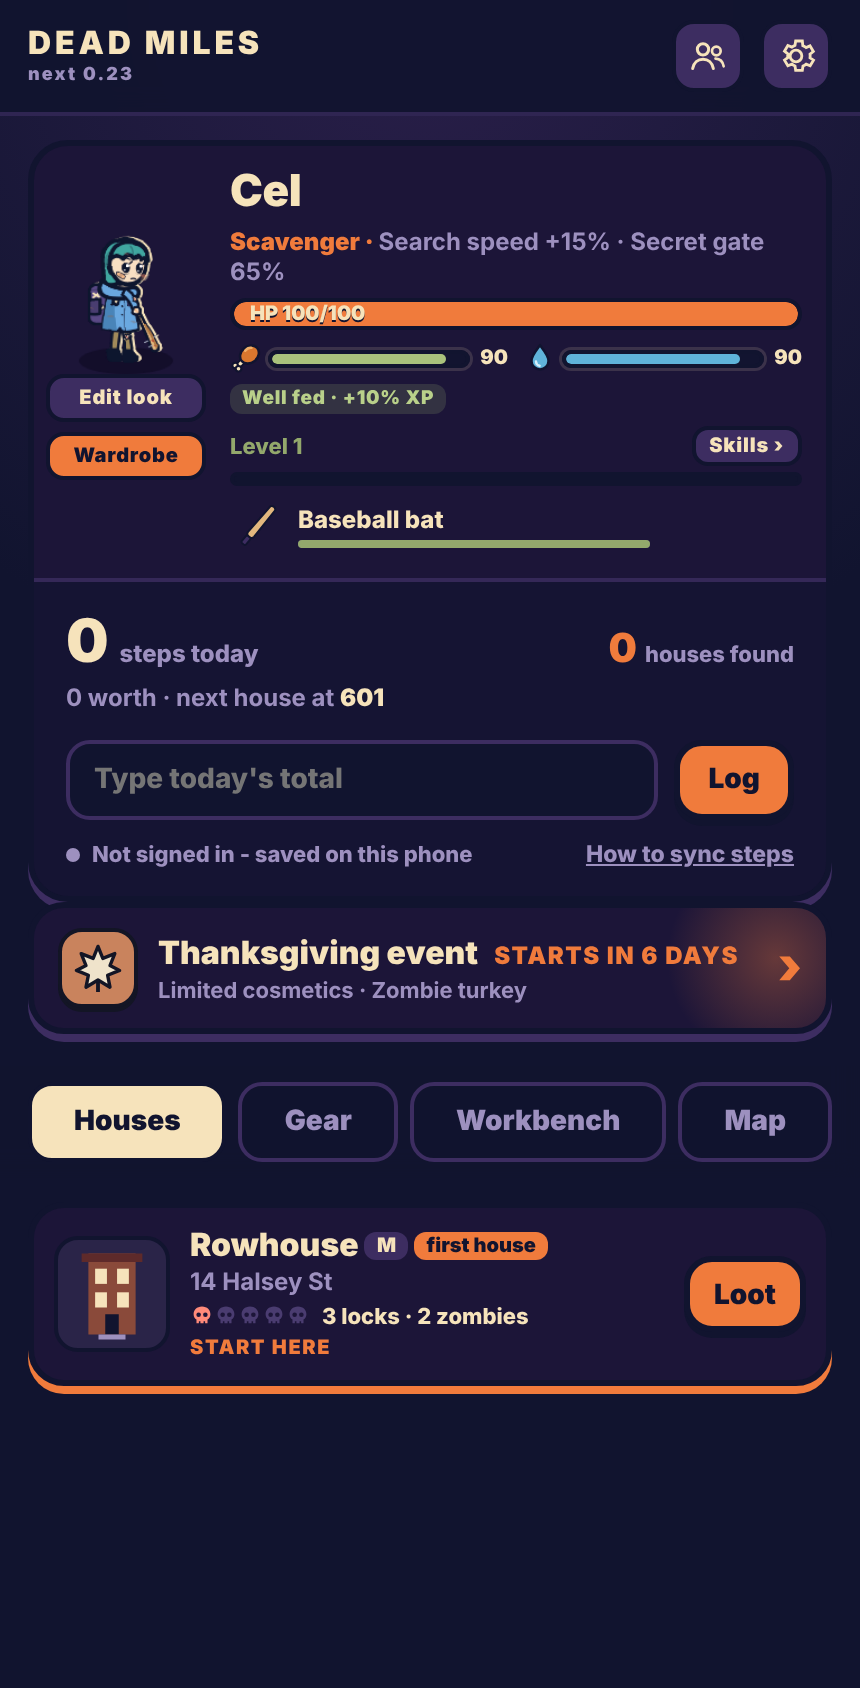 DEAD MILES
next 0.23
Cel
Scavenger · Search speed +15% · Secret gate
65%
HP 100/100
90
90
Well fed · +10% XP
Edit look
Wardrobe
Level 1
Skills ›
Baseball bat
0 steps today
0 houses found
0 worth · next house at 601
Type today's total
Log
Not signed in - saved on this phone
How to sync steps
Thanksgiving event STARTS IN 6 DAYS
Limited cosmetics · Zombie turkey
Houses
Gear
Workbench
Map
Rowhouse M first house
14 Halsey St
3 locks · 2 zombies
START HERE
Loot